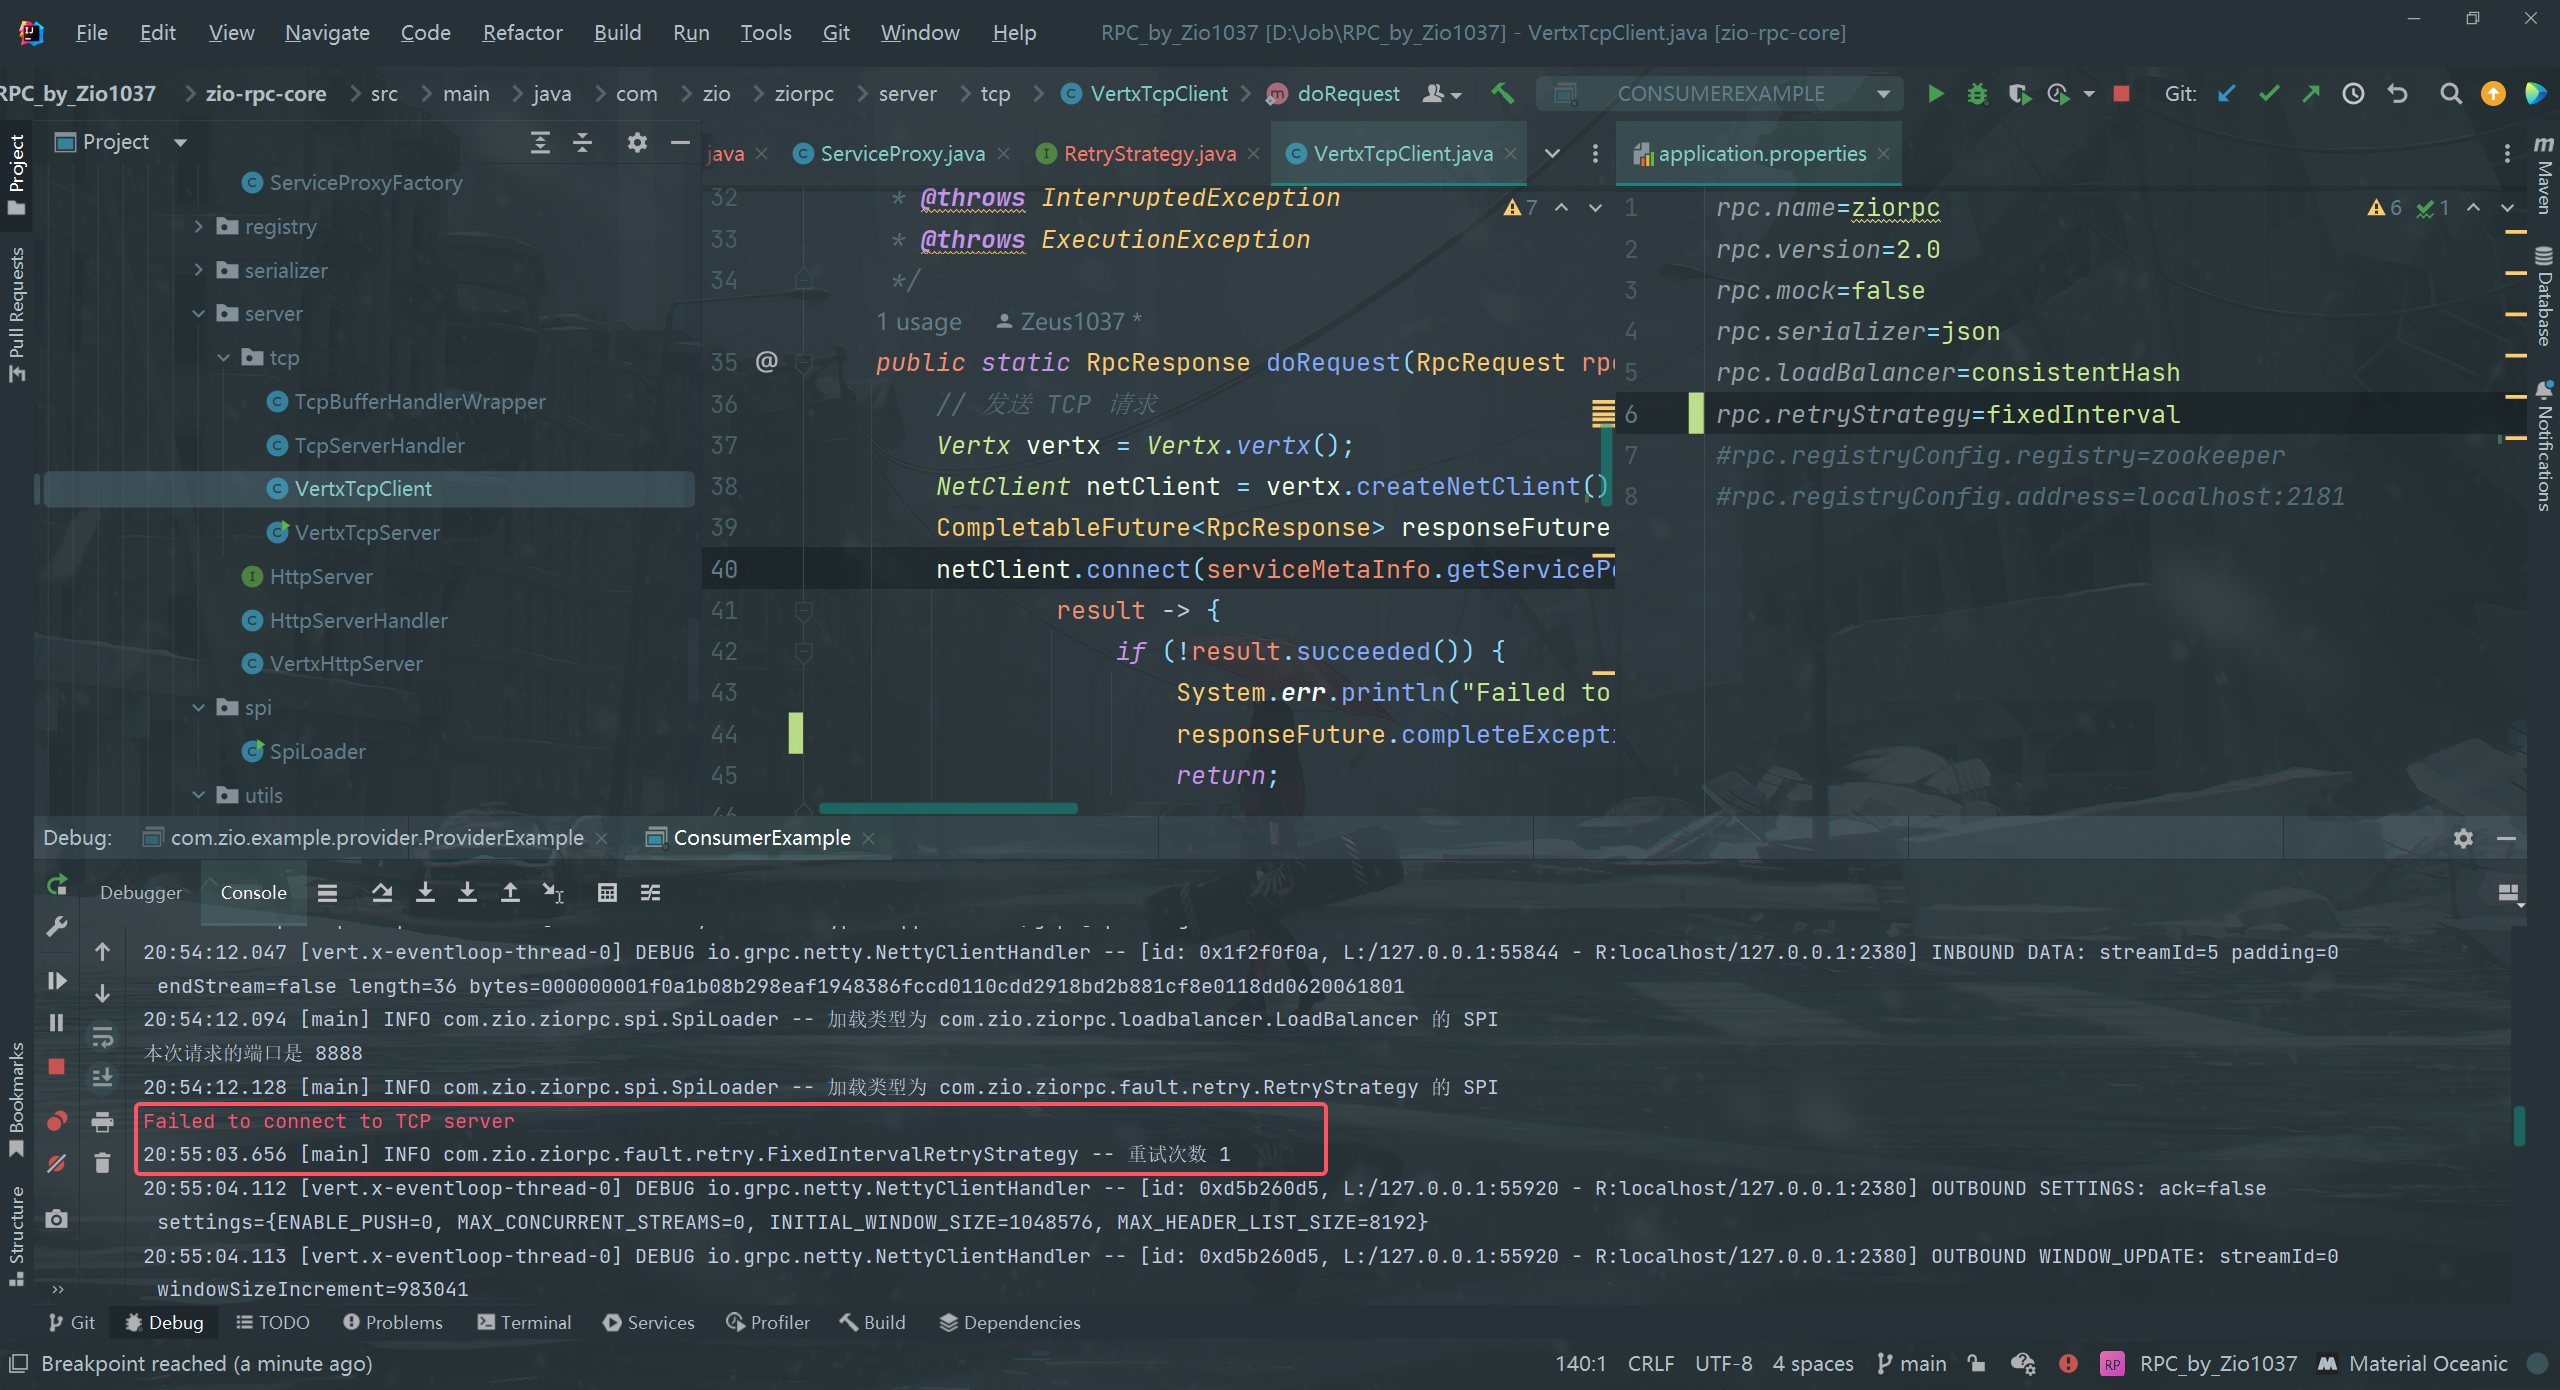 File Edit View Navigate Code Refactor Build Run Tools Git Window Help RPC_by_Zio1037 [D:\Job\RPC_by_Zio1037] - VertxTcpClient.java [zio-rpc-core]
RPC_by_Zio1037 zio-rpc-core src main java com zio ziorpc server tcp VertxTcpClient doRequest CONSUMEREXAMPLE Git:
Project
Pull Requests
Bookmarks
Structure
Project
ServiceProxyFactory
registry
serializer
server
tcp
TcpBufferHandlerWrapper
TcpServerHandler
VertxTcpClient
VertxTcpServer
HttpServer
HttpServerHandler
VertxHttpServer
spi
SpiLoader
utils
java ServiceProxy.java RetryStrategy.java VertxTcpClient.java
7
32 * @throws InterruptedException
33 * @throws ExecutionException
34 */
1 usage Zeus1037 *
35 @ public static RpcResponse doRequest(RpcRequest rpc
36 // 发送 TCP 请求
37 Vertx vertx = Vertx.vertx();
38 NetClient netClient = vertx.createNetClient()
39 CompletableFuture<RpcResponse> responseFuture
40 netClient.connect(serviceMetaInfo.getServicePo
41 result -> {
42 if (!result.succeeded()) {
43 System.err.println("Failed to
44 responseFuture.completeExcepti
45 return;
application.properties
6 1
1 rpc.name=ziorpc
2 rpc.version=2.0
3 rpc.mock=false
4 rpc.serializer=json
5 rpc.loadBalancer=consistentHash
6 rpc.retryStrategy=fixedInterval
7 #rpc.registryConfig.registry=zookeeper
8 #rpc.registryConfig.address=localhost:2181
Maven
Database
Notifications
Debug: com.zio.example.provider.ProviderExample ConsumerExample
Debugger Console
20:54:12.047 [vert.x-eventloop-thread-0] DEBUG io.grpc.netty.NettyClientHandler -- [id: 0x1f2f0f0a, L:/127.0.0.1:55844 - R:localhost/127.0.0.1:2380] INBOUND DATA: streamId=5 padding=0
endStream=false length=36 bytes=000000001f0a1b08b298eaf1948386fccd0110cdd2918bd2b881cf8e0118dd0620061801
20:54:12.094 [main] INFO com.zio.ziorpc.spi.SpiLoader -- 加载类型为 com.zio.ziorpc.loadbalancer.LoadBalancer 的 SPI
本次请求的端口是 8888
20:54:12.128 [main] INFO com.zio.ziorpc.spi.SpiLoader -- 加载类型为 com.zio.ziorpc.fault.retry.RetryStrategy 的 SPI
Failed to connect to TCP server
20:55:03.656 [main] INFO com.zio.ziorpc.fault.retry.FixedIntervalRetryStrategy -- 重试次数 1
20:55:04.112 [vert.x-eventloop-thread-0] DEBUG io.grpc.netty.NettyClientHandler -- [id: 0xd5b260d5, L:/127.0.0.1:55920 - R:localhost/127.0.0.1:2380] OUTBOUND SETTINGS: ack=false
settings={ENABLE_PUSH=0, MAX_CONCURRENT_STREAMS=0, INITIAL_WINDOW_SIZE=1048576, MAX_HEADER_LIST_SIZE=8192}
20:55:04.113 [vert.x-eventloop-thread-0] DEBUG io.grpc.netty.NettyClientHandler -- [id: 0xd5b260d5, L:/127.0.0.1:55920 - R:localhost/127.0.0.1:2380] OUTBOUND WINDOW_UPDATE: streamId=0
windowSizeIncrement=983041
Git Debug TODO Problems Terminal Services Profiler Build Dependencies
Breakpoint reached (a minute ago) 140:1 CRLF UTF-8 4 spaces main RP RPC_by_Zio1037 Material Oceanic